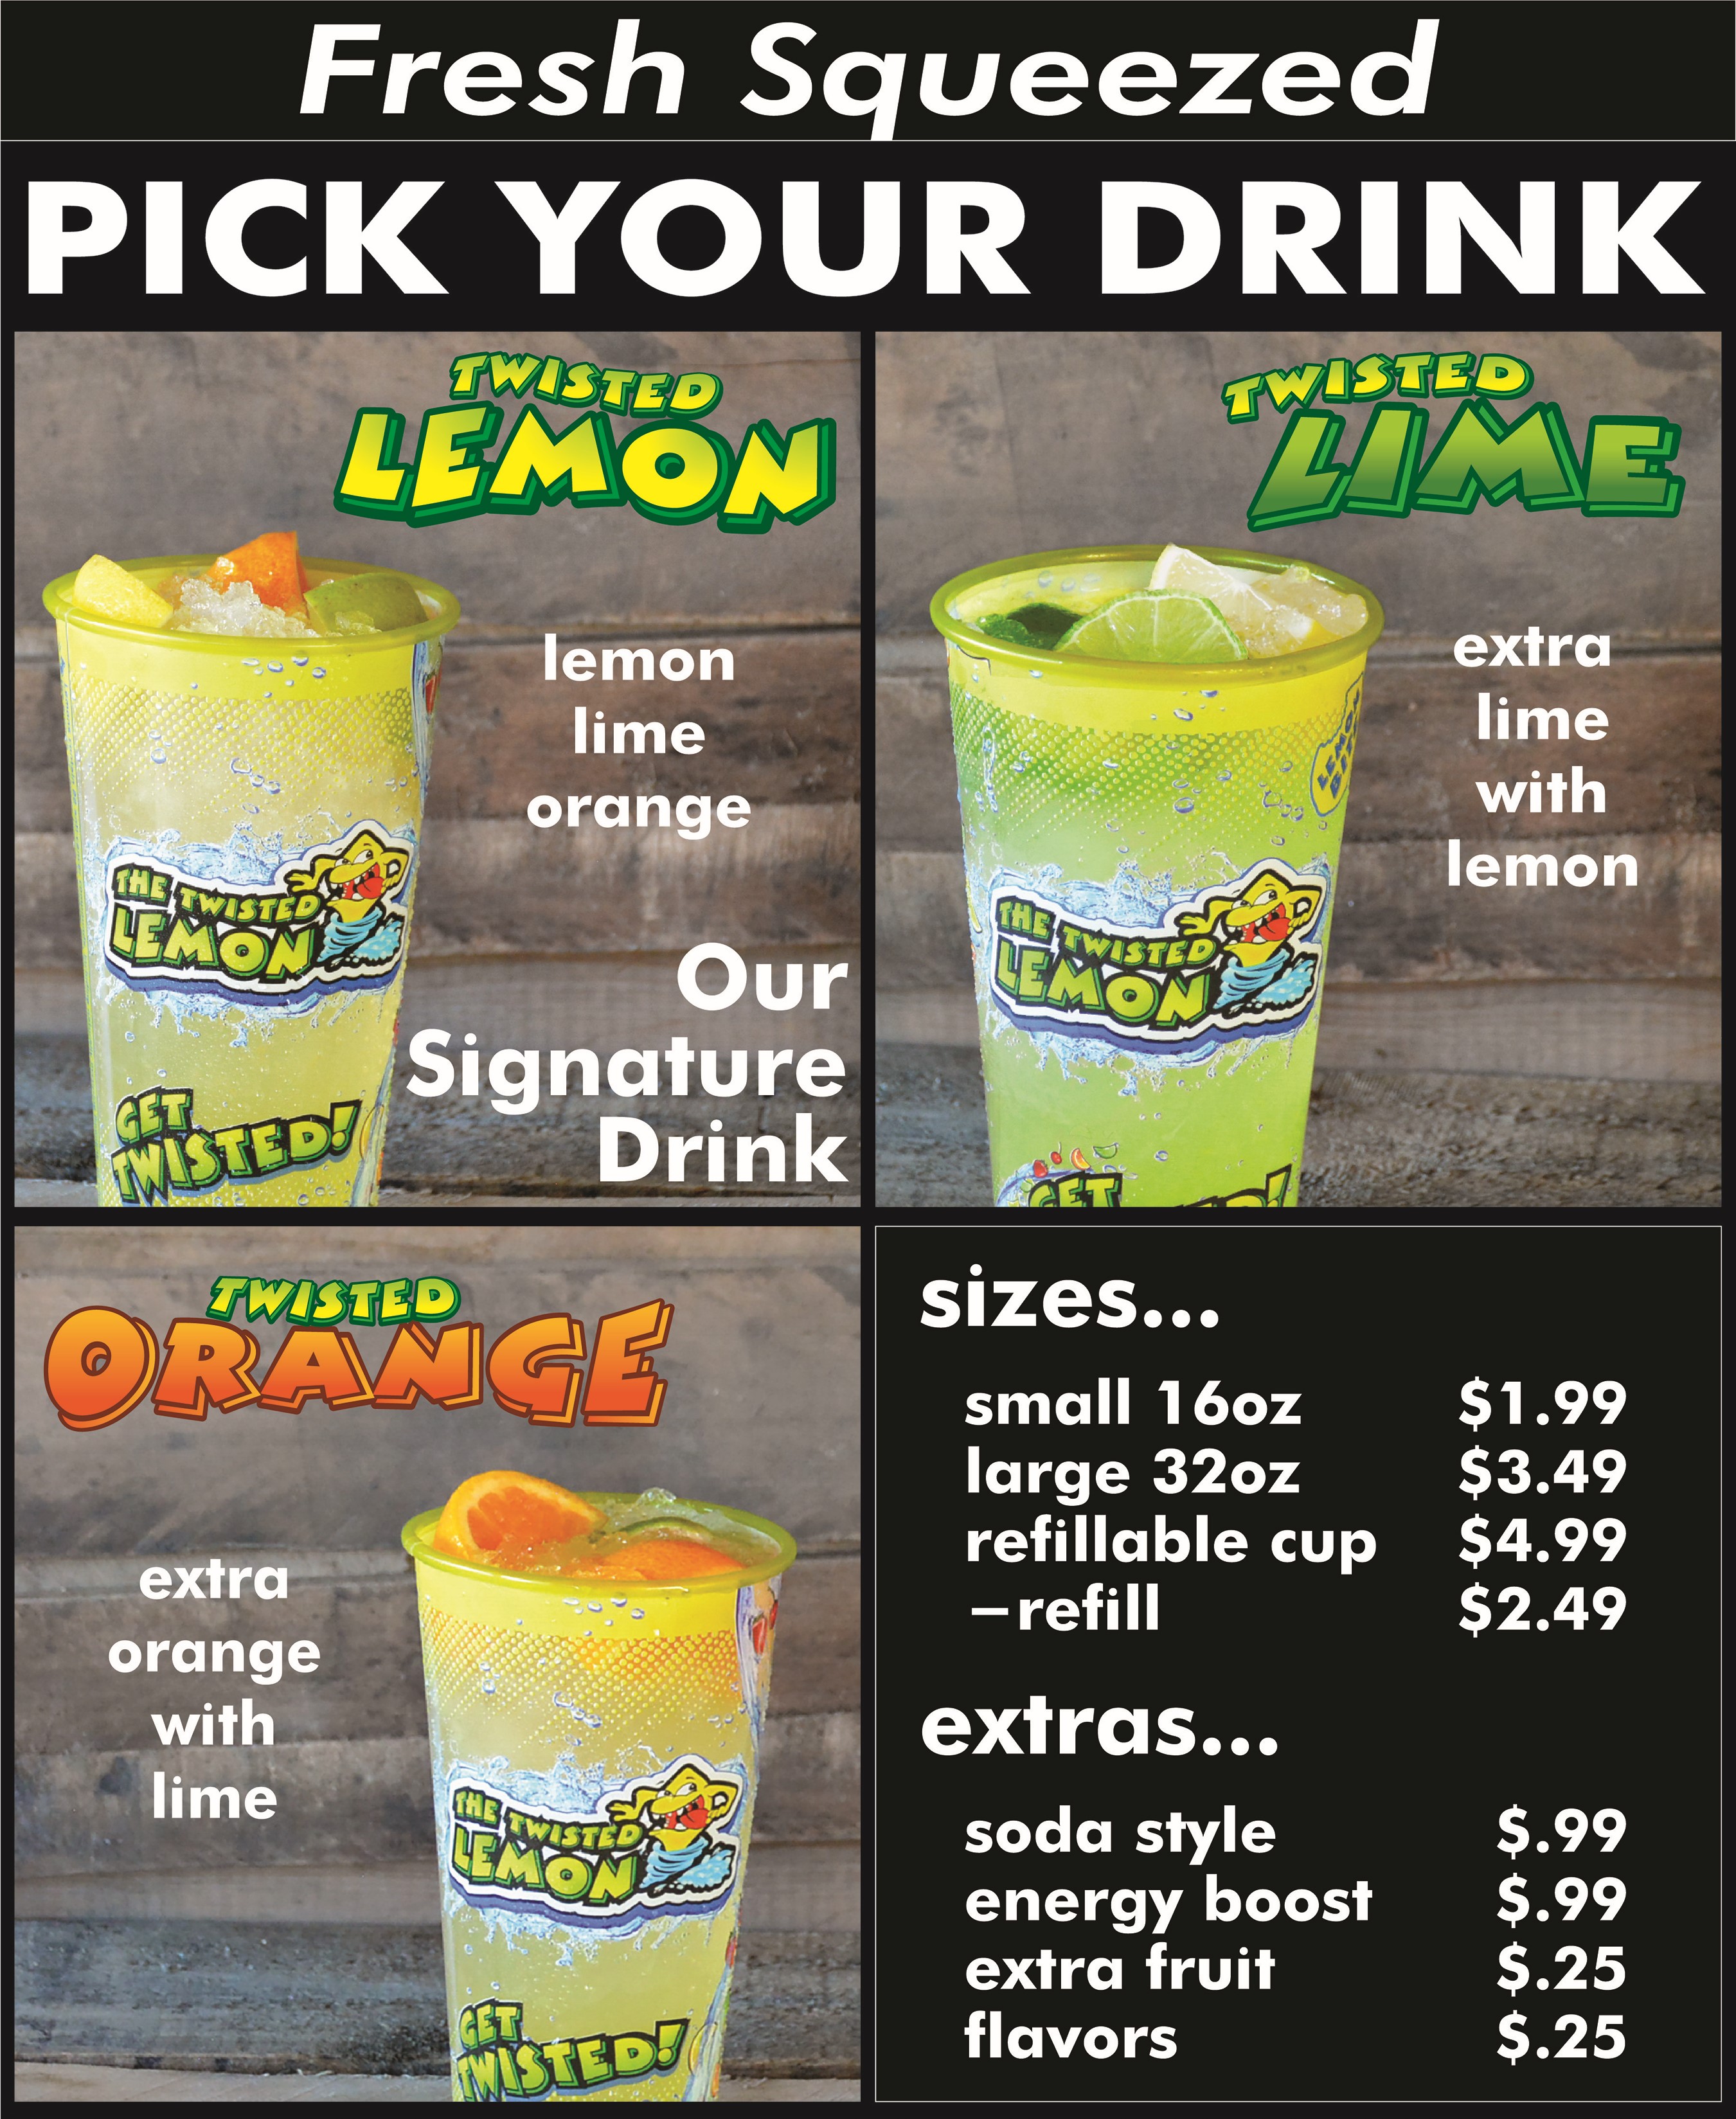 Fresh Squeezed
PICK YOUR DRINK
TWISTED
LEMON
lemon
lime
orange
THE TWISTED
LEMON
GET
TWISTED!
Our
Signature
Drink
TWISTED
LIME
extra
lime
with
lemon
THE TWISTED
LEMON
GET
TWISTED
ORANGE
extra
orange
with
lime
THE TWISTED
LEMON
GET
TWISTED!
sizes...
small 16oz $1.99
large 32oz $3.49
refillable cup $4.99
–refill $2.49
extras...
soda style $.99
energy boost $.99
extra fruit $.25
flavors $.25